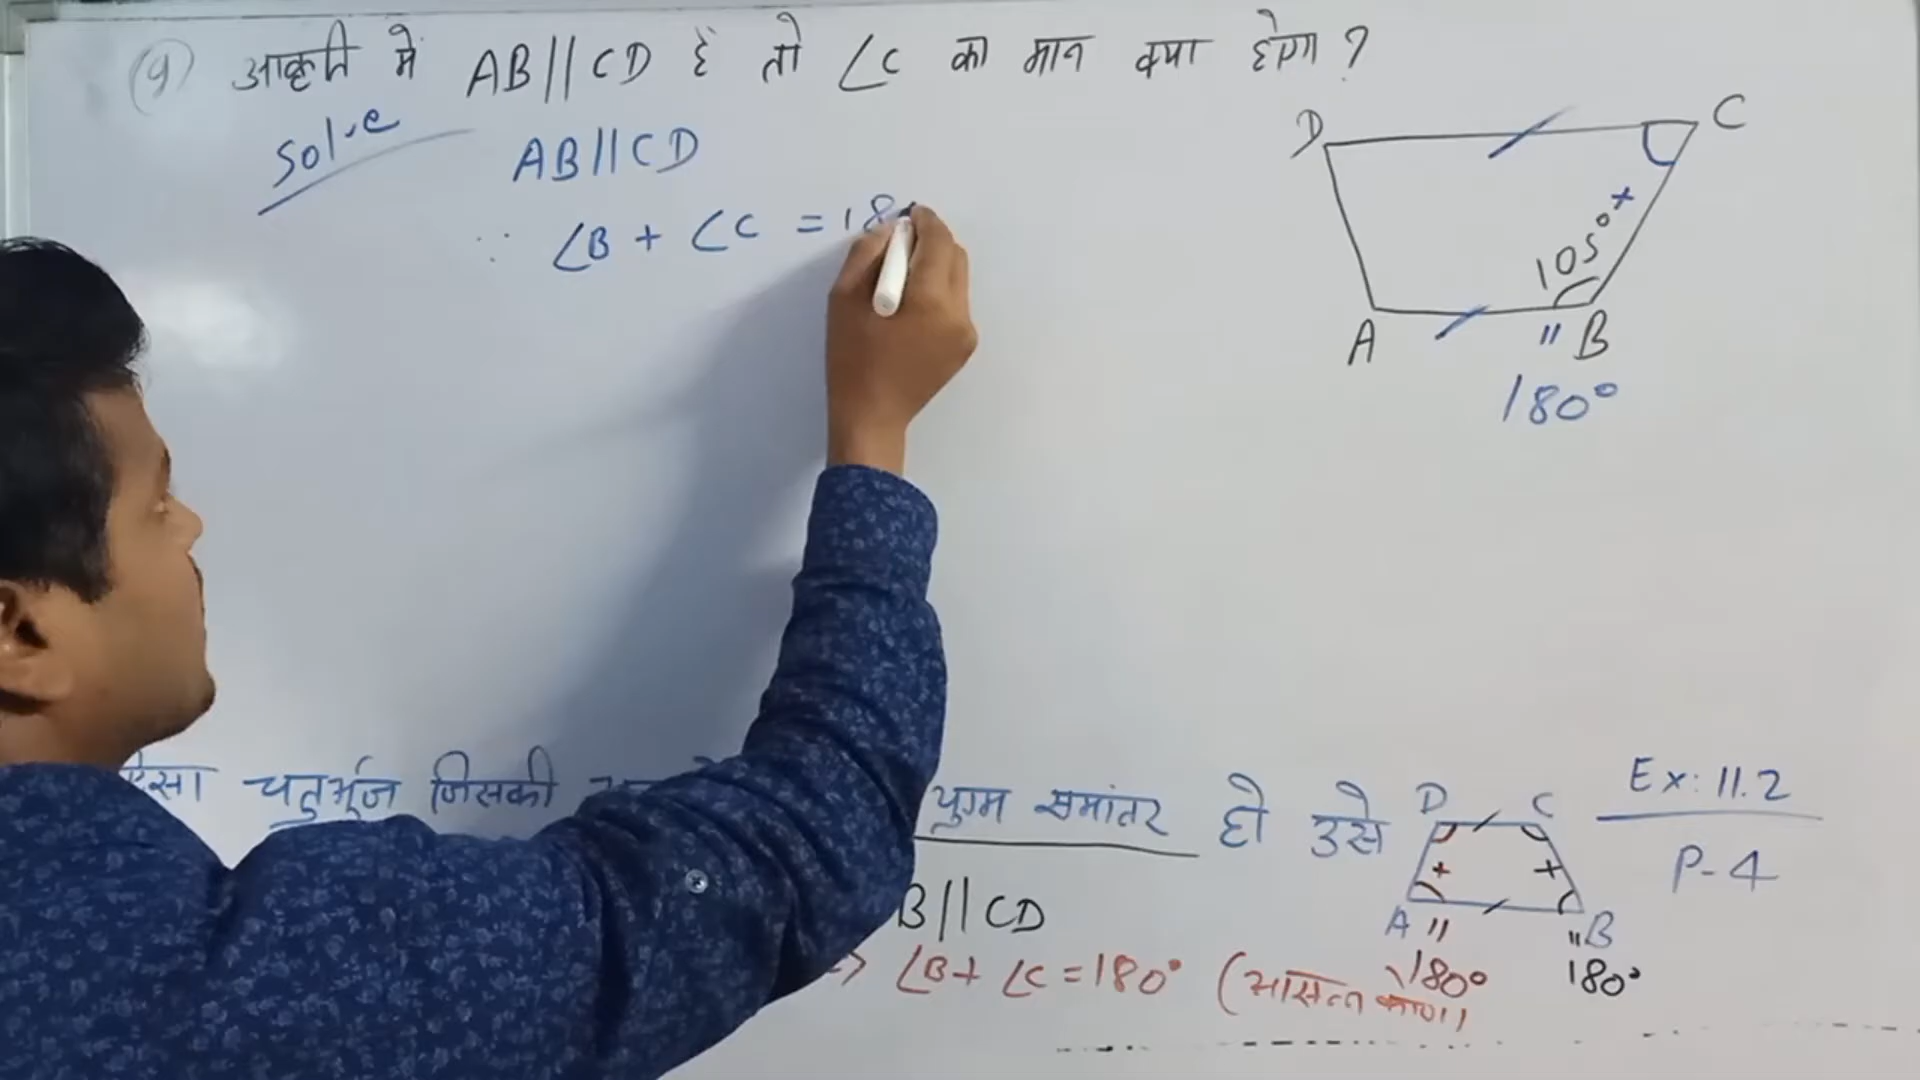 (9) आकृती में AB||CD है तो ∠C का मान क्या होगा ?
Solve AB||CD
∴ ∠B + ∠C = 18
D C
105° +
A " B
180°
ऐसा चतुर्भूज जिसकी युग्म समांतर हो उसे
D C
+ +
A " " B
180° 180°
Ex: 11.2
P-4
B||CD
=> ∠B + ∠C = 180° (आसन्न कोण)